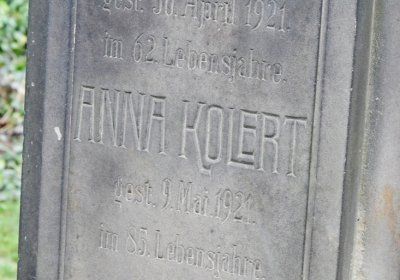 gest. 30. April 1921.
im 62. Lebensjahre.
ANNA KOLERT
gest. 9. Mai 1921.
im 85. Lebensjahre.